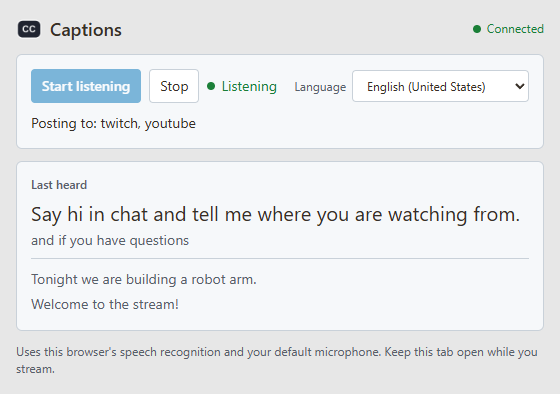 CC Captions
Connected
Start listening
Stop
Listening
Language
English (United States)
Posting to: twitch, youtube
Last heard
Say hi in chat and tell me where you are watching from.
and if you have questions
Tonight we are building a robot arm.
Welcome to the stream!
Uses this browser's speech recognition and your default microphone. Keep this tab open while you
stream.